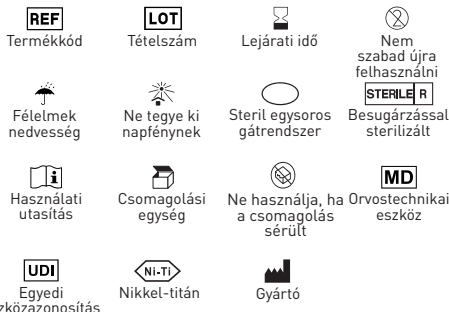 REF
LOT
Termékkód
Tételszám
Lejárati idő
Nem
szabad újra
felhasználni
STERILE R
Félelmek
nedvesség
Ne tegye ki
napfénynek
Steril egysoros
gátrendszer
Besugárzással
sterilizált
MD
Használati
utasítás
Csomagolási
egység
Ne használja, ha
a csomagolás
sérült
Orvostechnikai
eszköz
UDI
Ni-Ti
Egyedi
zközazonosítás
Nikkel-titán
Gyártó